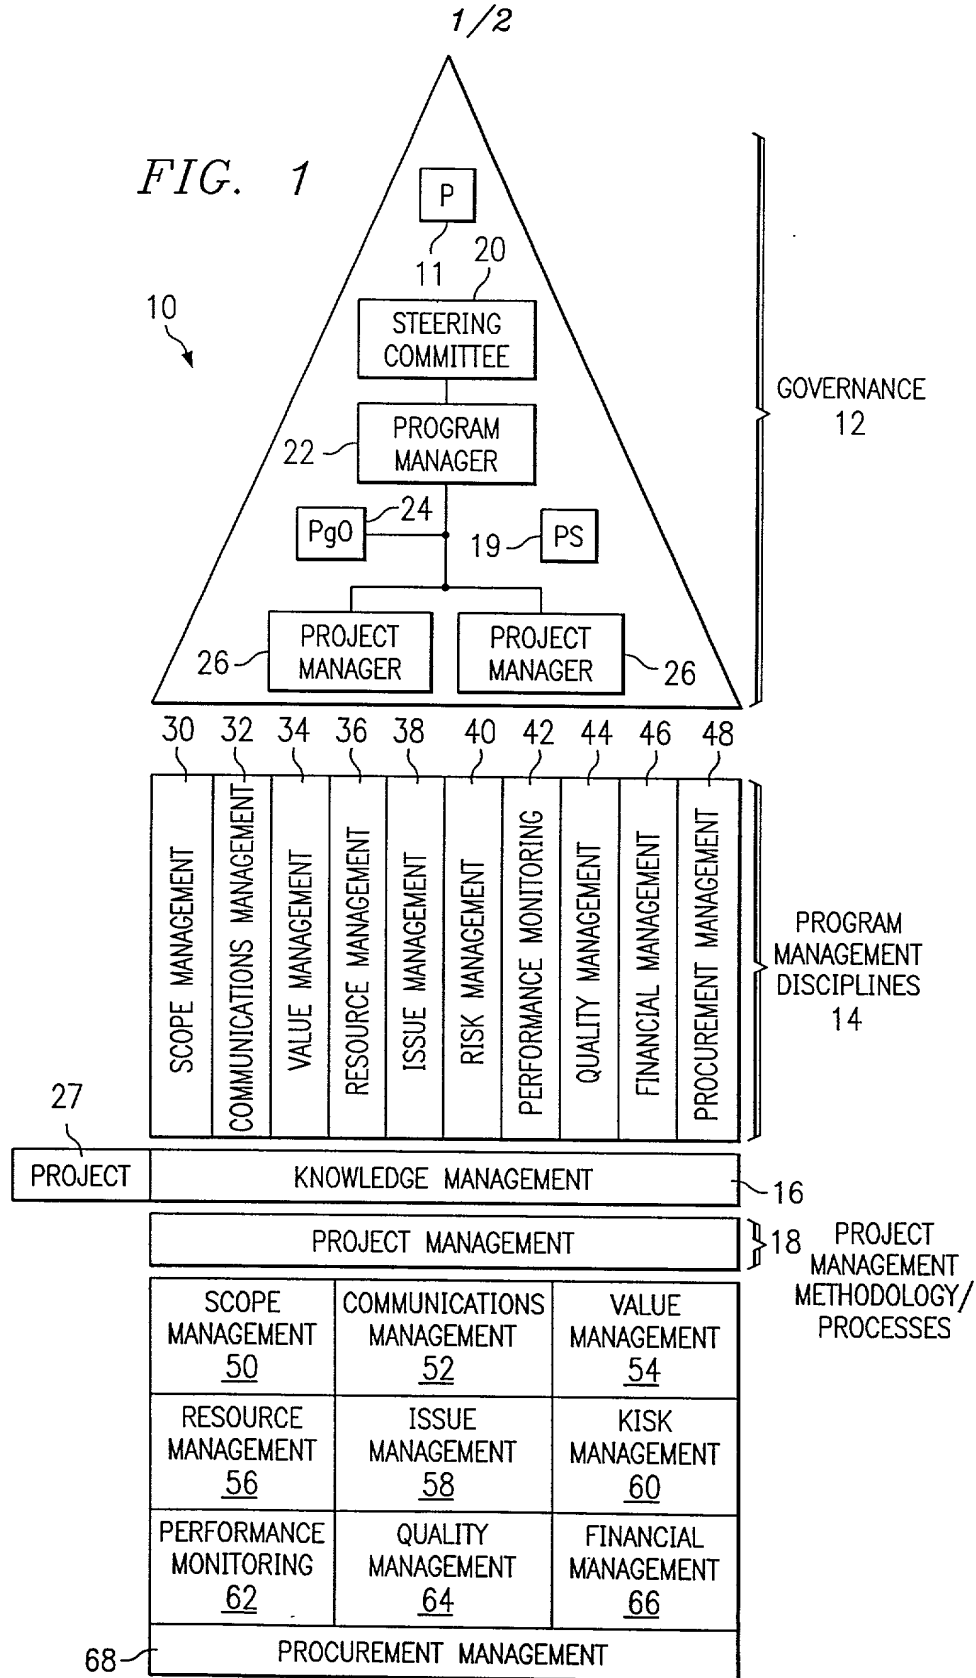 1/2
FIG. 1
P
11
20
10
STEERING
COMMITTEE
GOVERNANCE
12
22
PROGRAM
MANAGER
24
PgO
19
PS
26
PROJECT
MANAGER
PROJECT
MANAGER
26
30 32 34 36 38 40 42 44 46 48
SCOPE MANAGEMENT
COMMUNICATIONS MANAGEMENT
VALUE MANAGEMENT
RESOURCE MANAGEMENT
ISSUE MANAGEMENT
RISK MANAGEMENT
PERFORMANCE MONITORING
QUALITY MANAGEMENT
FINANCIAL MANAGEMENT
PROCUREMENT MANAGEMENT
PROGRAM
MANAGEMENT
DISCIPLINES
14
27
PROJECT
KNOWLEDGE MANAGEMENT
16
PROJECT MANAGEMENT
18
PROJECT
MANAGEMENT
METHODOLOGY/
PROCESSES
SCOPE
MANAGEMENT
50
COMMUNICATIONS
MANAGEMENT
52
VALUE
MANAGEMENT
54
RESOURCE
MANAGEMENT
56
ISSUE
MANAGEMENT
58
KISK
MANAGEMENT
60
PERFORMANCE
MONITORING
62
QUALITY
MANAGEMENT
64
FINANCIAL
MANAGEMENT
66
68
PROCUREMENT MANAGEMENT